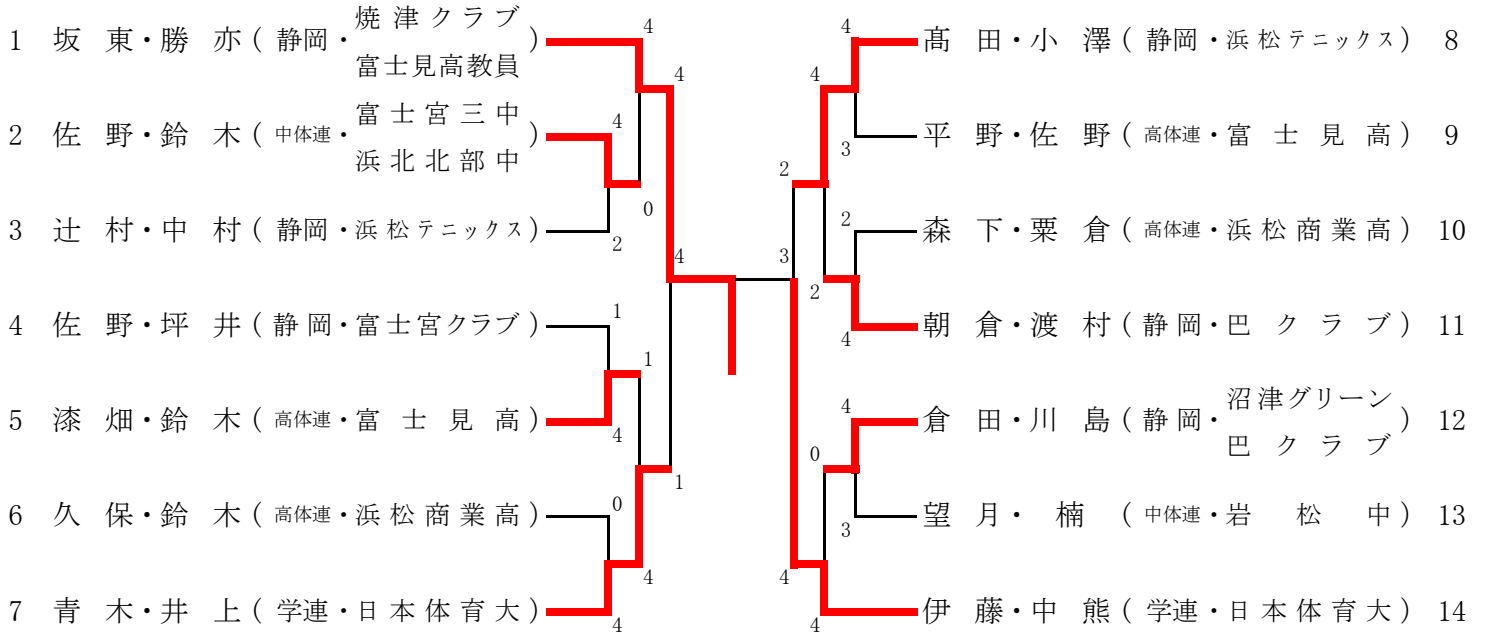 1 坂東・勝亦(静岡・焼津クラブ 富士見高教員)
2 佐野・鈴木(中体連・富士宮三中 浜北北部中)
3 辻村・中村(静岡・浜松テニックス)
4 佐野・坪井(静岡・富士宮クラブ)
5 漆畑・鈴木(高体連・富士見高)
6 久保・鈴木(高体連・浜松商業高)
7 青木・井上(学連・日本体育大)
4
4
4
0
2
4
1
1
4
1
0
4
4
髙田・小澤(静岡・浜松テニックス) 8
平野・佐野(高体連・富士見高) 9
森下・粟倉(高体連・浜松商業高) 10
朝倉・渡村(静岡・巴クラブ) 11
倉田・川島(静岡・沼津グリーン 巴クラブ) 12
望月・楠(中体連・岩松中) 13
伊藤・中熊(学連・日本体育大) 14
4
4
3
2
2
3
2
4
4
0
3
4
4